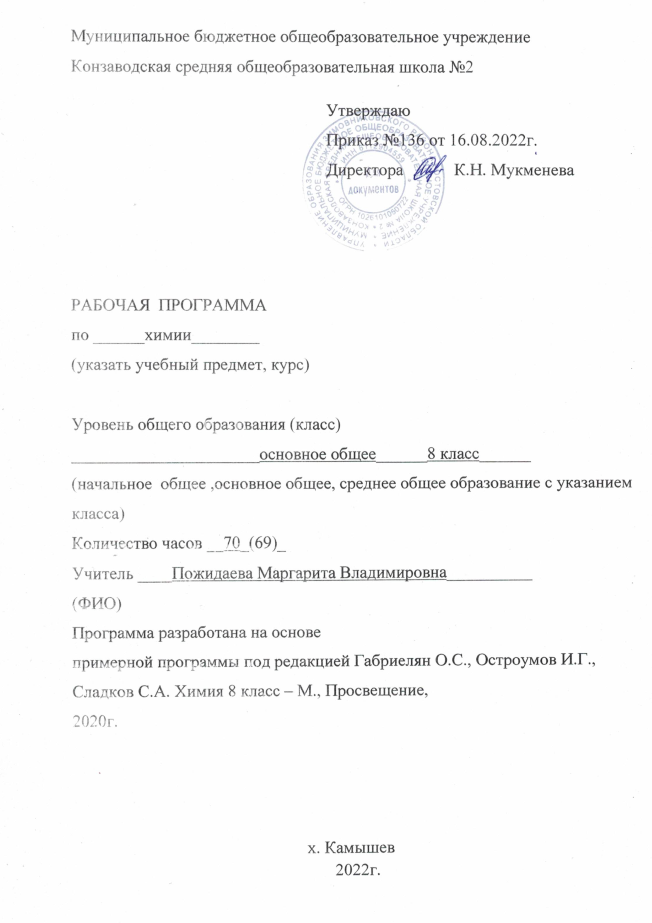 Муниципальное бюджетное общеобразовательное учреждение
Конзаводская средняя общеобразовательная школа №2
Утверждаю
Приказ №136 от 16.08.2022г.
Директора К.Н. Мукменева
документов
РАБОЧАЯ ПРОГРАММА
по ______химии________
(указать учебный предмет, курс)
Уровень общего образования (класс)
______________________основное общее______8 класс______
(начальное общее ,основное общее, среднее общее образование с указанием
класса)
Количество часов __70_(69)_
Учитель ____Пожидаева Маргарита Владимировна__________
(ФИО)
Программа разработана на основе
примерной программы под редакцией Габриелян О.С., Остроумов И.Г.,
Сладков С.А. Химия 8 класс – М., Просвещение,
2020г.
х. Камышев
2022г.